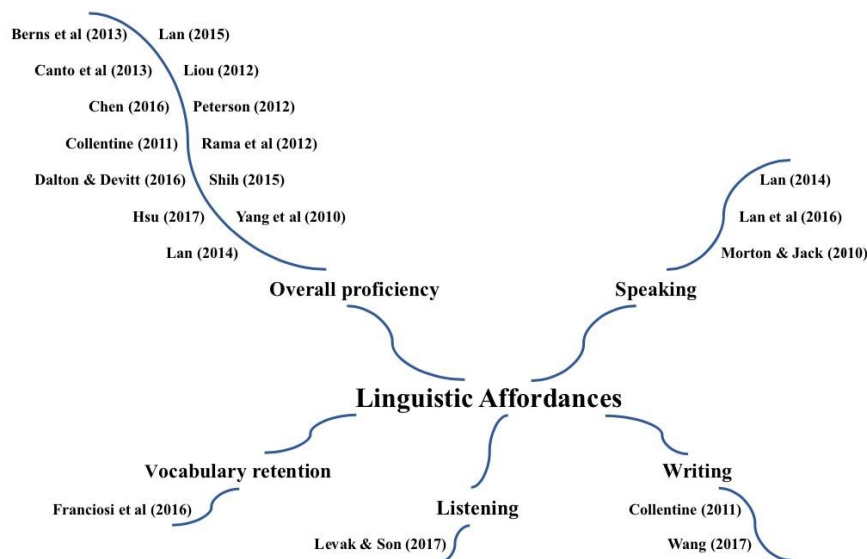 Berns et al (2013)
Lan (2015)
Canto et al (2013)
Liou (2012)
Chen (2016)
Peterson (2012)
Collentine (2011)
Rama et al (2012)
Dalton & Devitt (2016)
Shih (2015)
Hsu (2017)
Yang et al (2010)
Lan (2014)
Overall proficiency
Lan (2014)
Lan et al (2016)
Morton & Jack (2010)
Speaking
Linguistic Affordances
Vocabulary retention
Franciosi et al (2016)
Listening
Levak & Son (2017)
Writing
Collentine (2011)
Wang (2017)